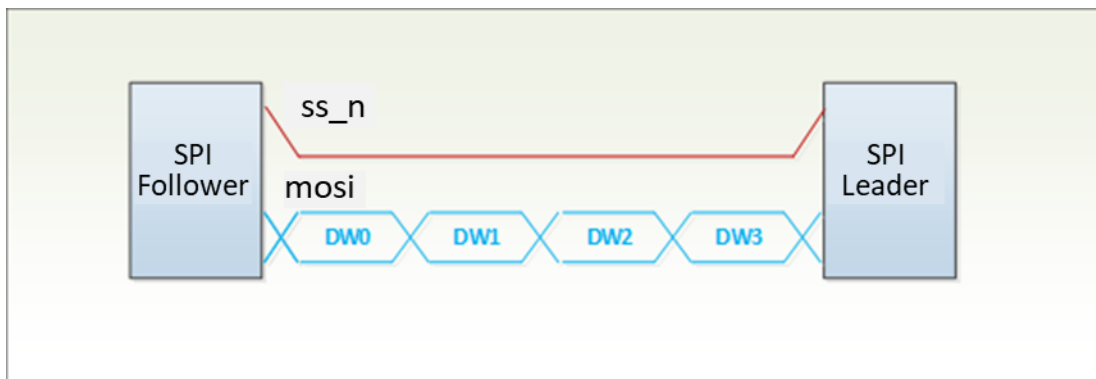 ss_n
SPI
Follower
mosi
DW0
DW1
DW2
DW3
SPI
Leader